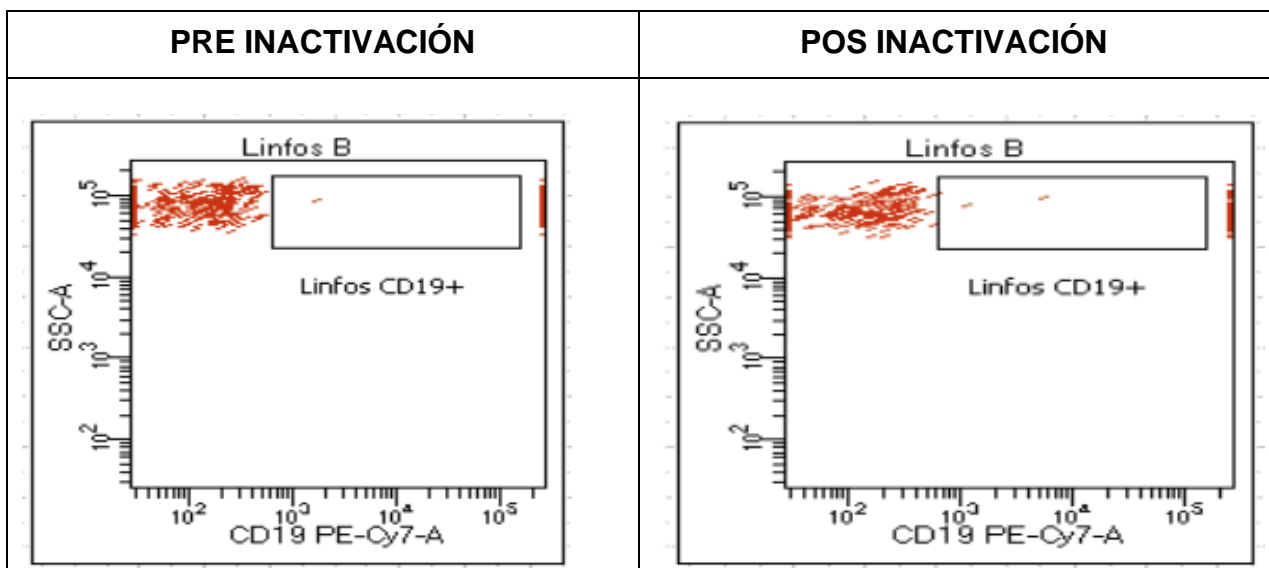 PRE INACTIVACIÓN
POS INACTIVACIÓN
Linfos B
10^5
10^4
10^3
10^2
SSC-A
Linfos CD19+
10^2 10^3 10^4 10^5
CD19 PE-Cy7-A
Linfos B
10^5
10^4
10^3
10^2
SSC-A
Linfos CD19+
10^2 10^3 10^4 10^5
CD19 PE-Cy7-A